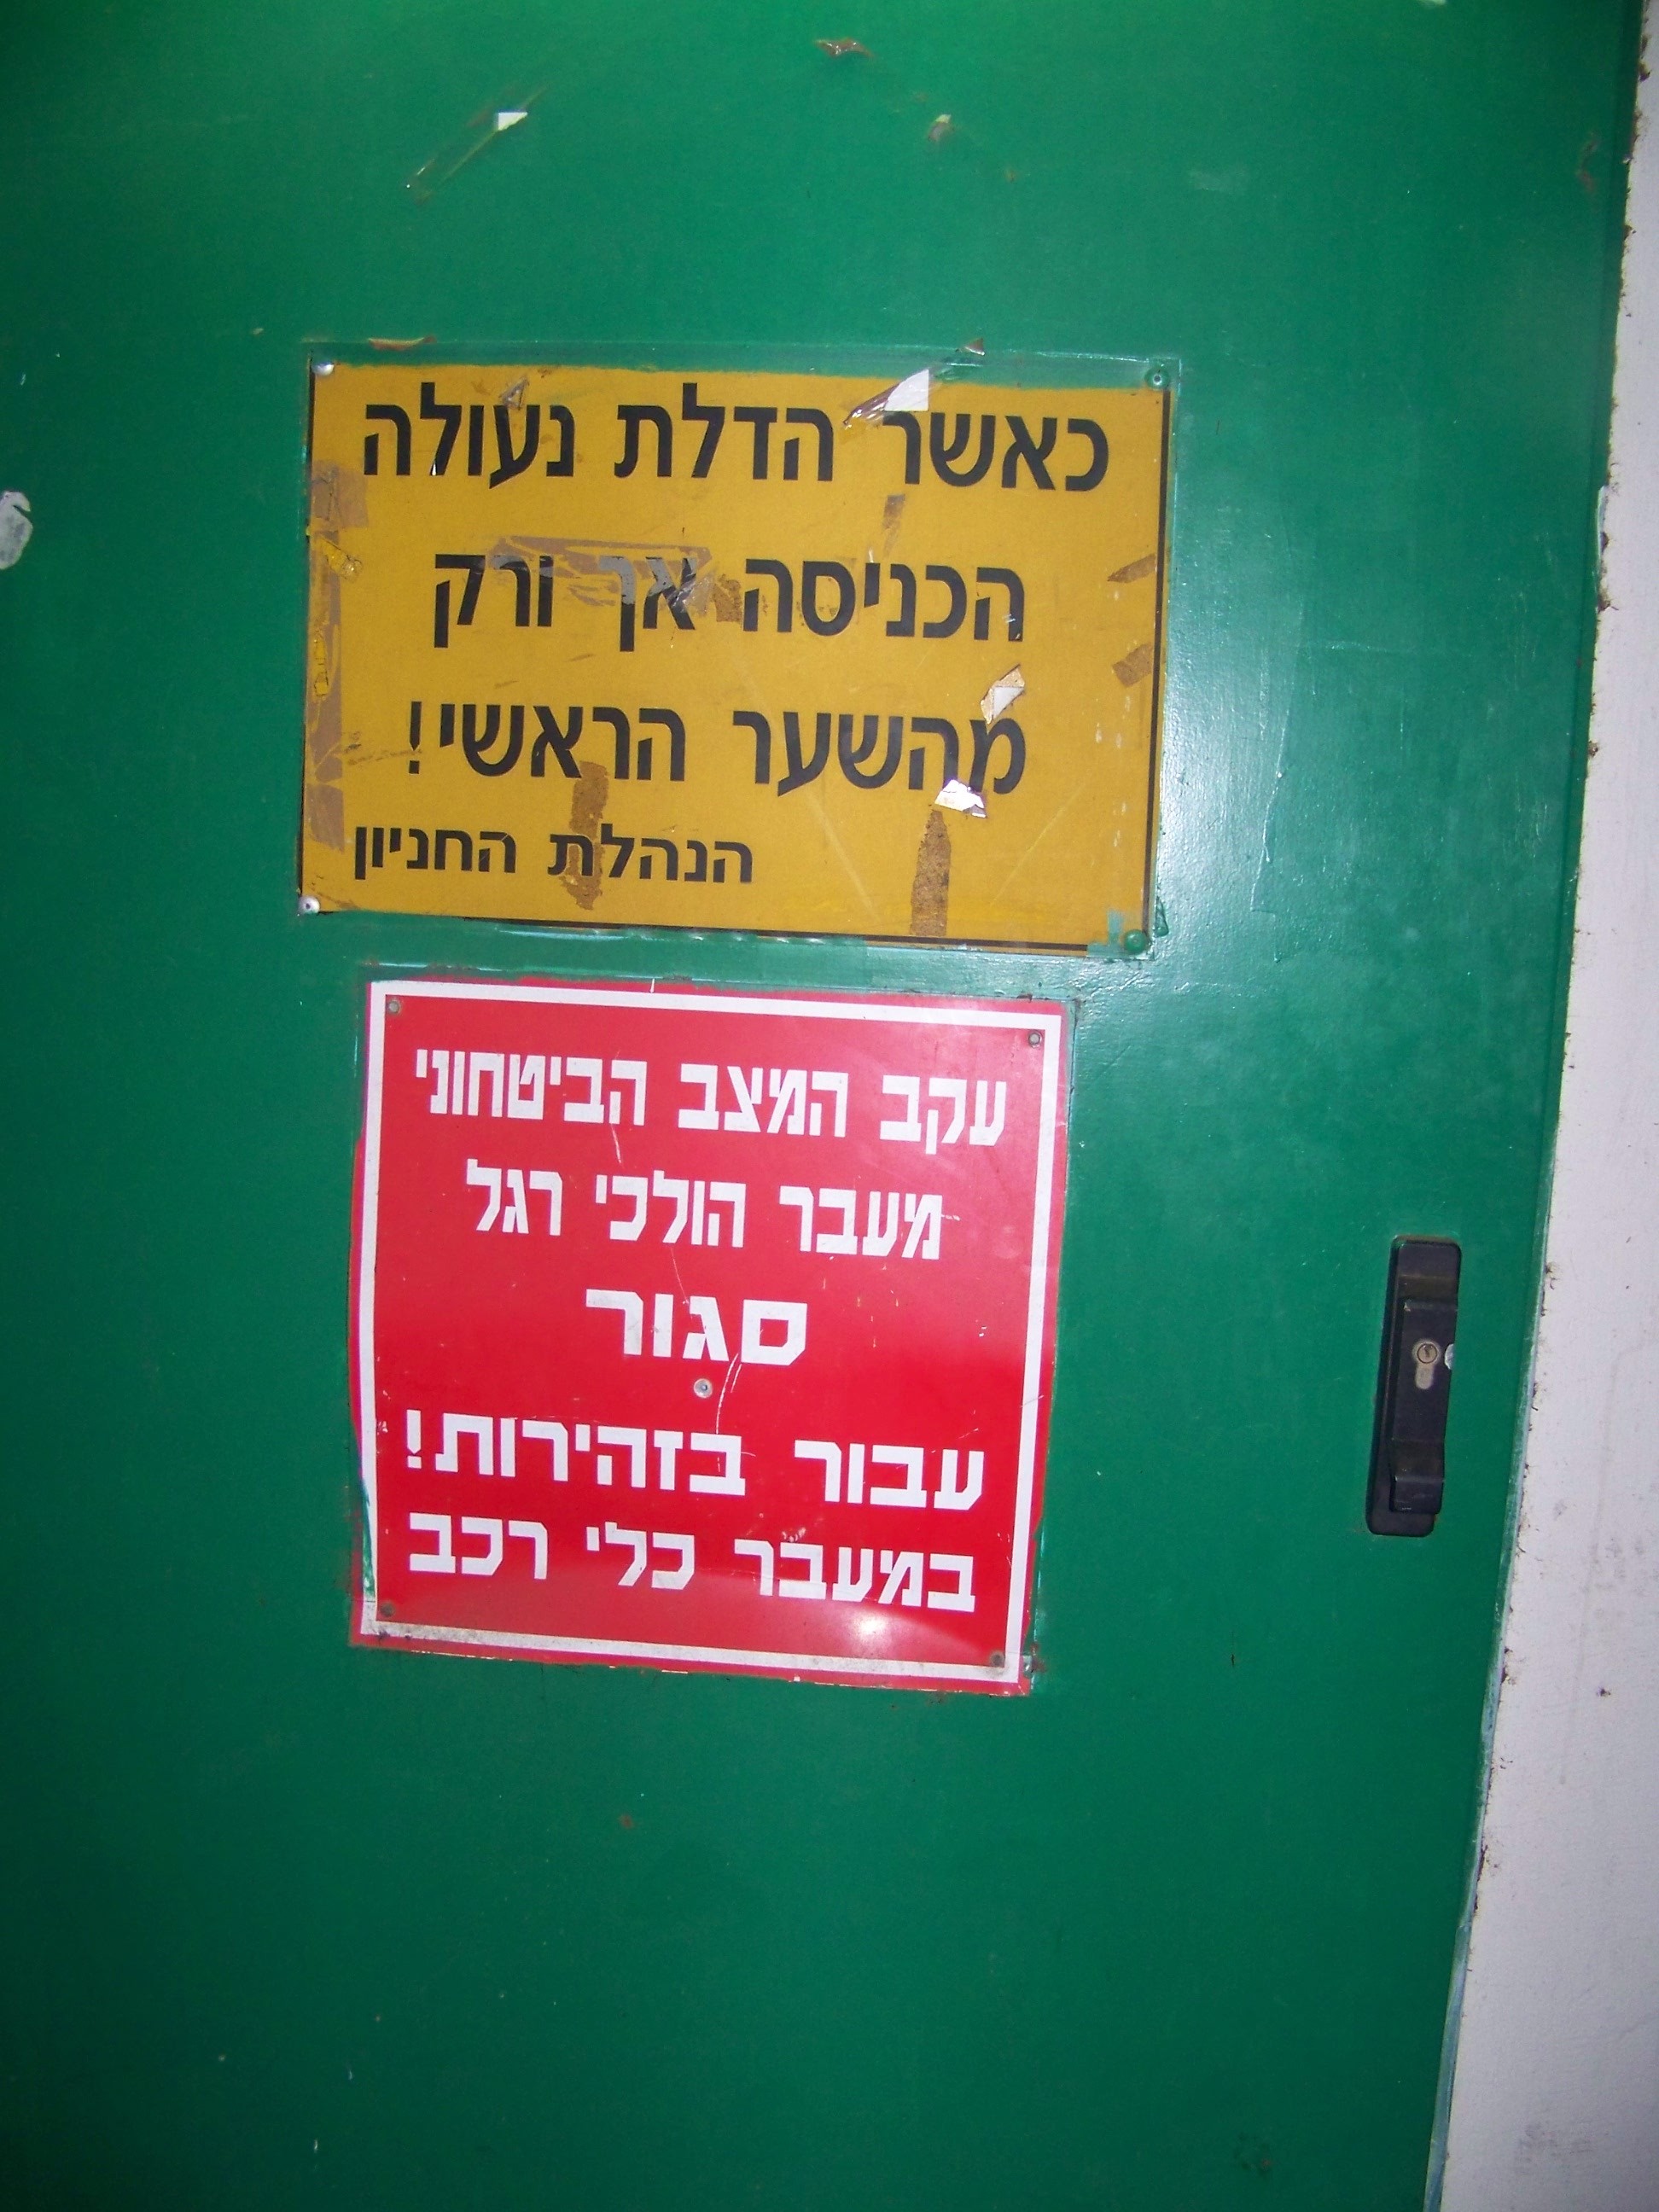 כאשר הדלת נעולה
הכניסה אך ורק
מהשער הראשי!
הנהלת החניון
עקב המצב הביטחוני
מעבר הולכי רגל
סגור
עבור בזהירות!
במעבר כלי רכב